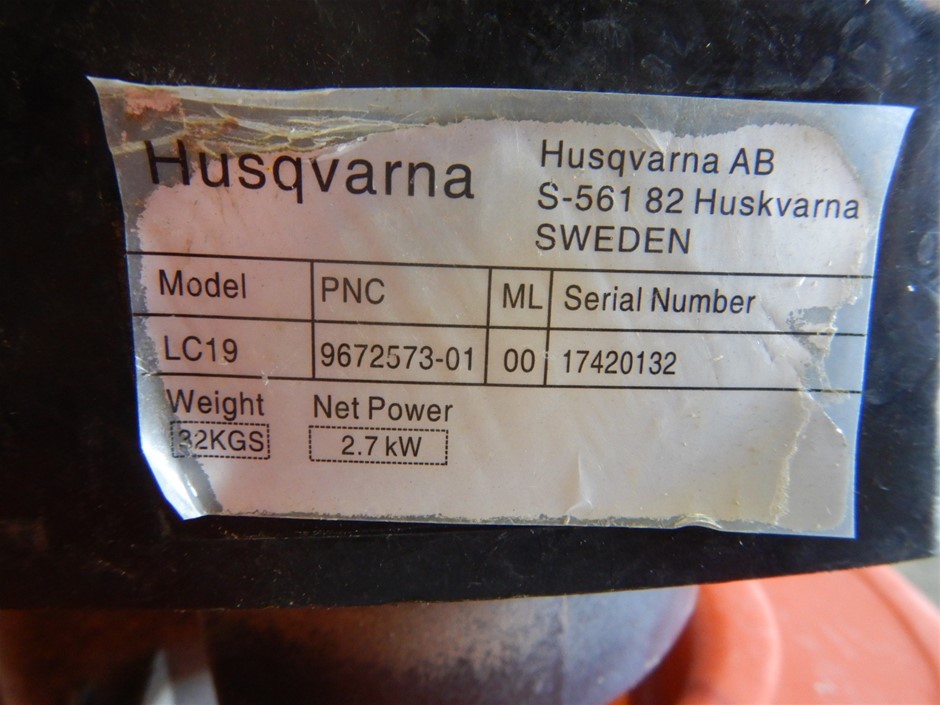 Husqvarna
Husqvarna AB
S-561 82 Huskvarna
SWEDEN
Model PNC ML Serial Number
LC19 9672573-01 00 17420132
Weight Net Power
32KGS 2.7 kW